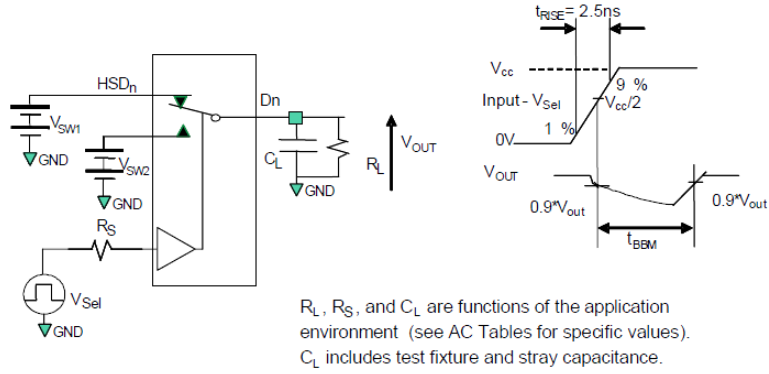 tRISE= 2.5ns
HSDn
Dn
VSW1
GND
VSW2
GND
CL
RL
VOUT
GND
RS
VSel
GND
Vcc
9 %
Input - VSel
Vcc/2
1 %
0V
VOUT
0.9*Vout
0.9*Vout
tBBM
RL, RS, and CL are functions of the application
environment (see AC Tables for specific values).
CL includes test fixture and stray capacitance.